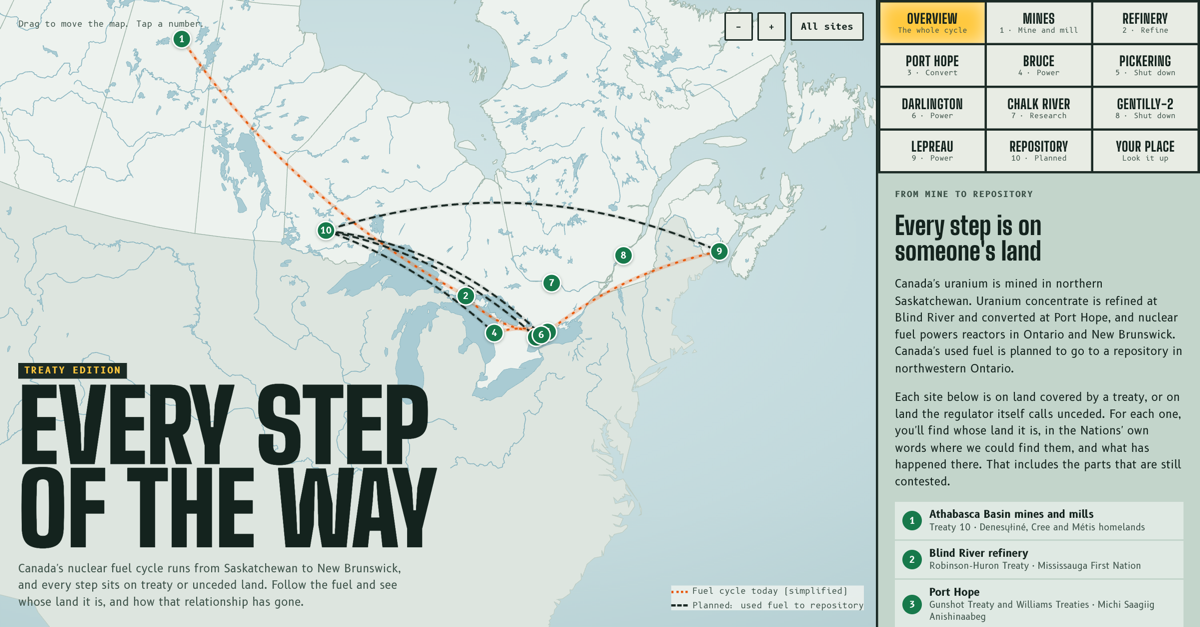 Drag to move the map. Tap a number.
-
+
All sites
1
10
9
8
7
2
4
6
TREATY EDITION
EVERY STEP
OF THE WAY
Canada's nuclear fuel cycle runs from Saskatchewan to New Brunswick,
and every step sits on treaty or unceded land. Follow the fuel and see
whose land it is, and how that relationship has gone.
Fuel cycle today [simplified]
Planned: used fuel to repository
OVERVIEW
The whole cycle
MINES
1 · Mine and mill
REFINERY
2 · Refine
PORT HOPE
3 · Convert
BRUCE
4 · Power
PICKERING
5 · Shut down
DARLINGTON
6 · Power
CHALK RIVER
7 · Research
GENTILLY-2
8 · Shut down
LEPREAU
9 · Power
REPOSITORY
10 · Planned
YOUR PLACE
Look it up
FROM MINE TO REPOSITORY
Every step is on
someone's land
Canada's uranium is mined in northern
Saskatchewan. Uranium concentrate is refined at
Blind River and converted at Port Hope, and nuclear
fuel powers reactors in Ontario and New Brunswick.
Canada's used fuel is planned to go to a repository in
northwestern Ontario.
Each site below is on land covered by a treaty, or on
land the regulator itself calls unceded. For each one,
you'll find whose land it is, in the Nations' own
words where we could find them, and what has
happened there. That includes the parts that are still
contested.
1
Athabasca Basin mines and mills
Treaty 10 · Denesųłiné, Cree and Métis homelands
2
Blind River refinery
Robinson-Huron Treaty · Mississauga First Nation
3
Port Hope
Gunshot Treaty and Williams Treaties · Michi Saagiig
Anishinaabeg